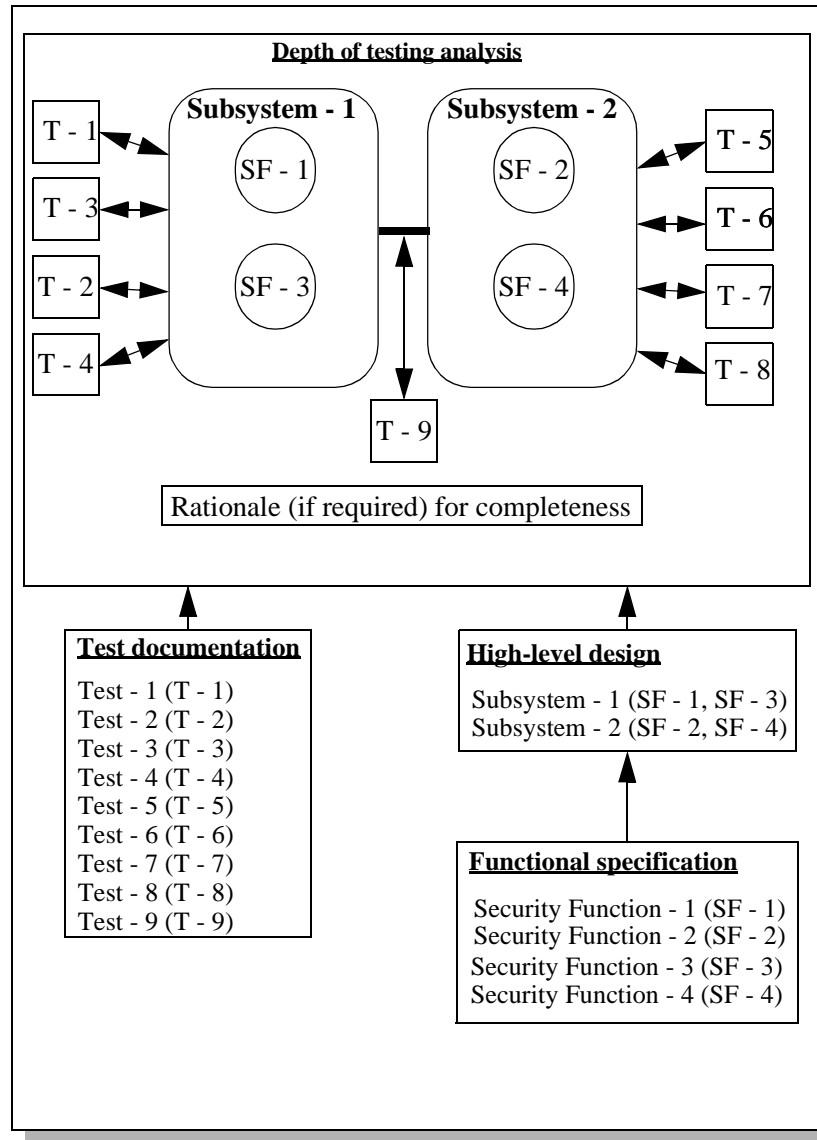 Depth of testing analysis
Subsystem - 1
Subsystem - 2
T - 1
T - 3
T - 2
T - 4
SF - 1
SF - 3
SF - 2
SF - 4
T - 5
T - 6
T - 7
T - 8
T - 9
Rationale (if required) for completeness
Test documentation
Test - 1 (T - 1)
Test - 2 (T - 2)
Test - 3 (T - 3)
Test - 4 (T - 4)
Test - 5 (T - 5)
Test - 6 (T - 6)
Test - 7 (T - 7)
Test - 8 (T - 8)
Test - 9 (T - 9)
High-level design
Subsystem - 1 (SF - 1, SF - 3)
Subsystem - 2 (SF - 2, SF - 4)
Functional specification
Security Function - 1 (SF - 1)
Security Function - 2 (SF - 2)
Security Function - 3 (SF - 3)
Security Function - 4 (SF - 4)